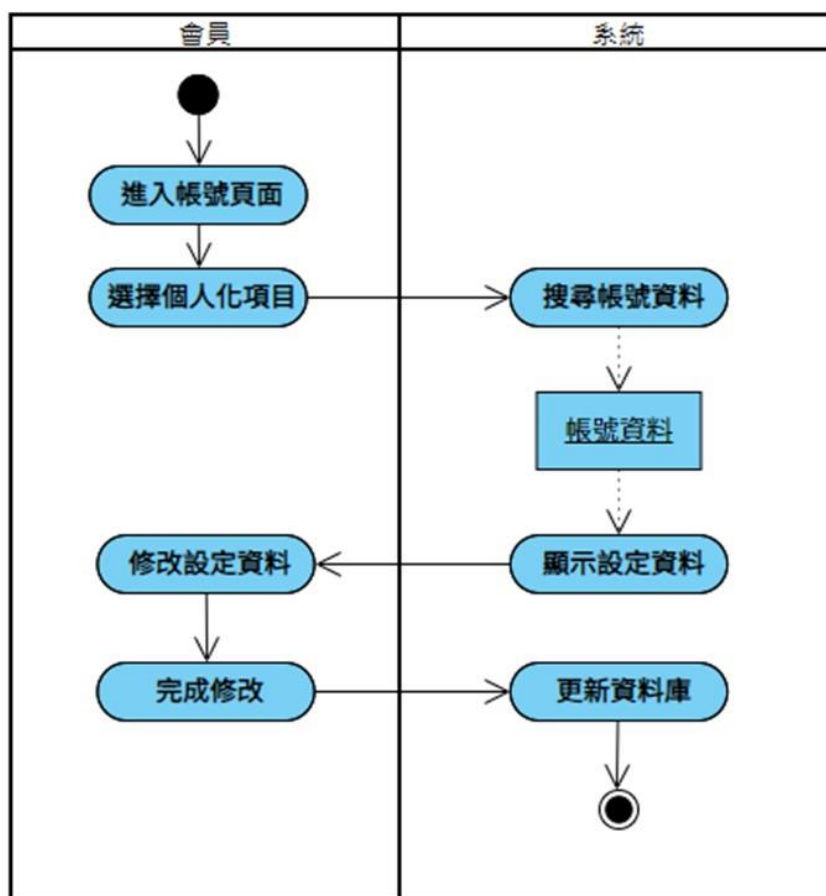 會員
系統
進入帳號頁面
選擇個人化項目
搜尋帳號資料
帳號資料
顯示設定資料
修改設定資料
完成修改
更新資料庫